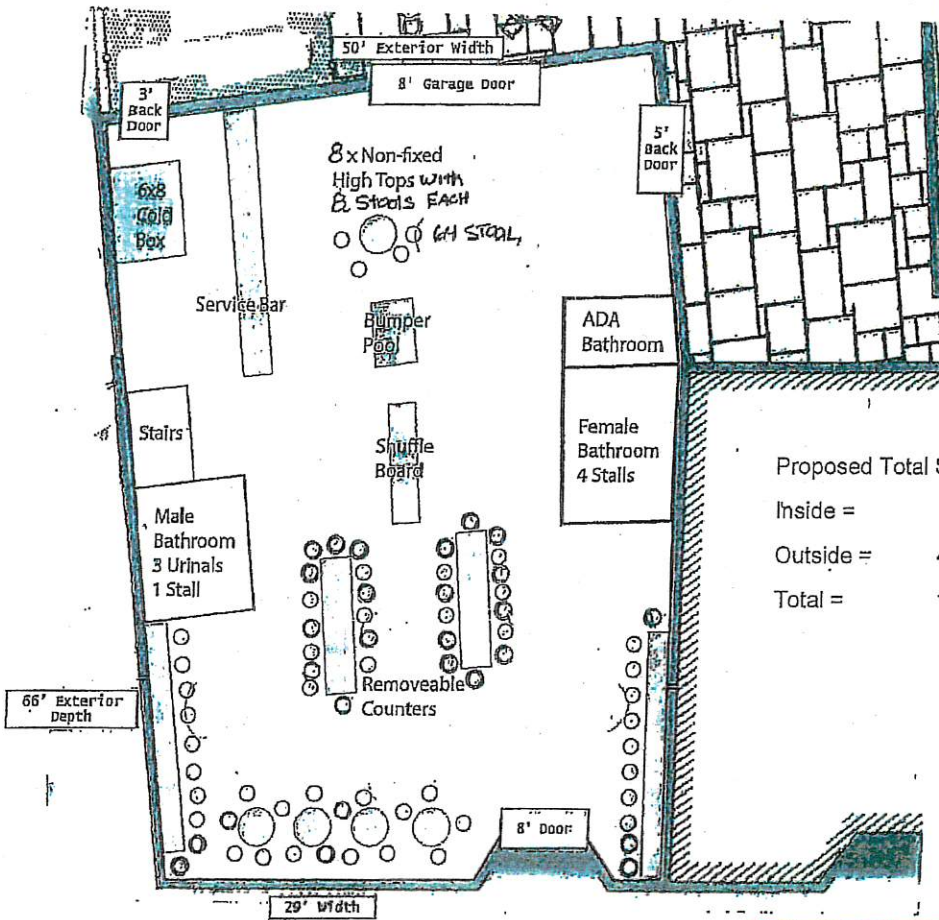 50' Exterior Width
8' Garage Door
3'
Back
Door
5'
Back
Door
8 x Non-fixed
High Tops with
8 Stools EACH
64 STOOL
6x8
Cold
Box
Service Bar
Bumper
Pool
ADA
Bathroom
Stairs
Shuffle
Board
Female
Bathroom
4 Stalls
Proposed Total
Inside =
Outside =
Total =
Male
Bathroom
3 Urinals
1 Stall
Removeable
Counters
66' Exterior
Depth
8' Door
29' Width